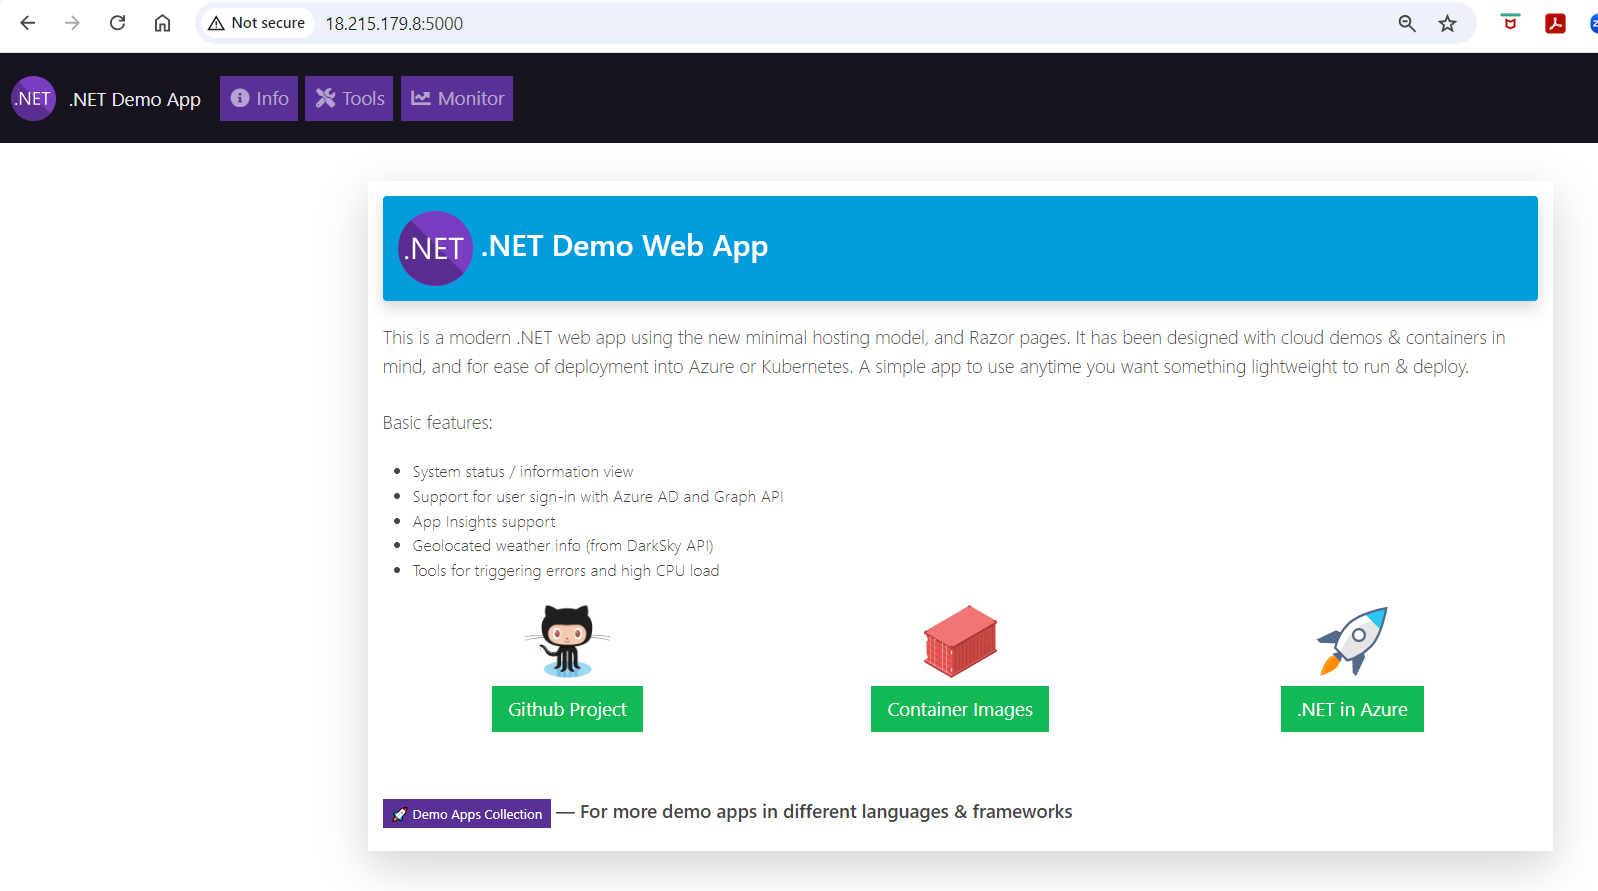 Not secure 18.215.179.8:5000
.NET .NET Demo App Info Tools Monitor
.NET .NET Demo Web App
This is a modern .NET web app using the new minimal hosting model, and Razor pages. It has been designed with cloud demos & containers in
mind, and for ease of deployment into Azure or Kubernetes. A simple app to use anytime you want something lightweight to run & deploy.
Basic features:
System status / information view
Support for user sign-in with Azure AD and Graph API
App Insights support
Geolocated weather info (from DarkSky API)
Tools for triggering errors and high CPU load
Github Project Container Images .NET in Azure
Demo Apps Collection — For more demo apps in different languages & frameworks